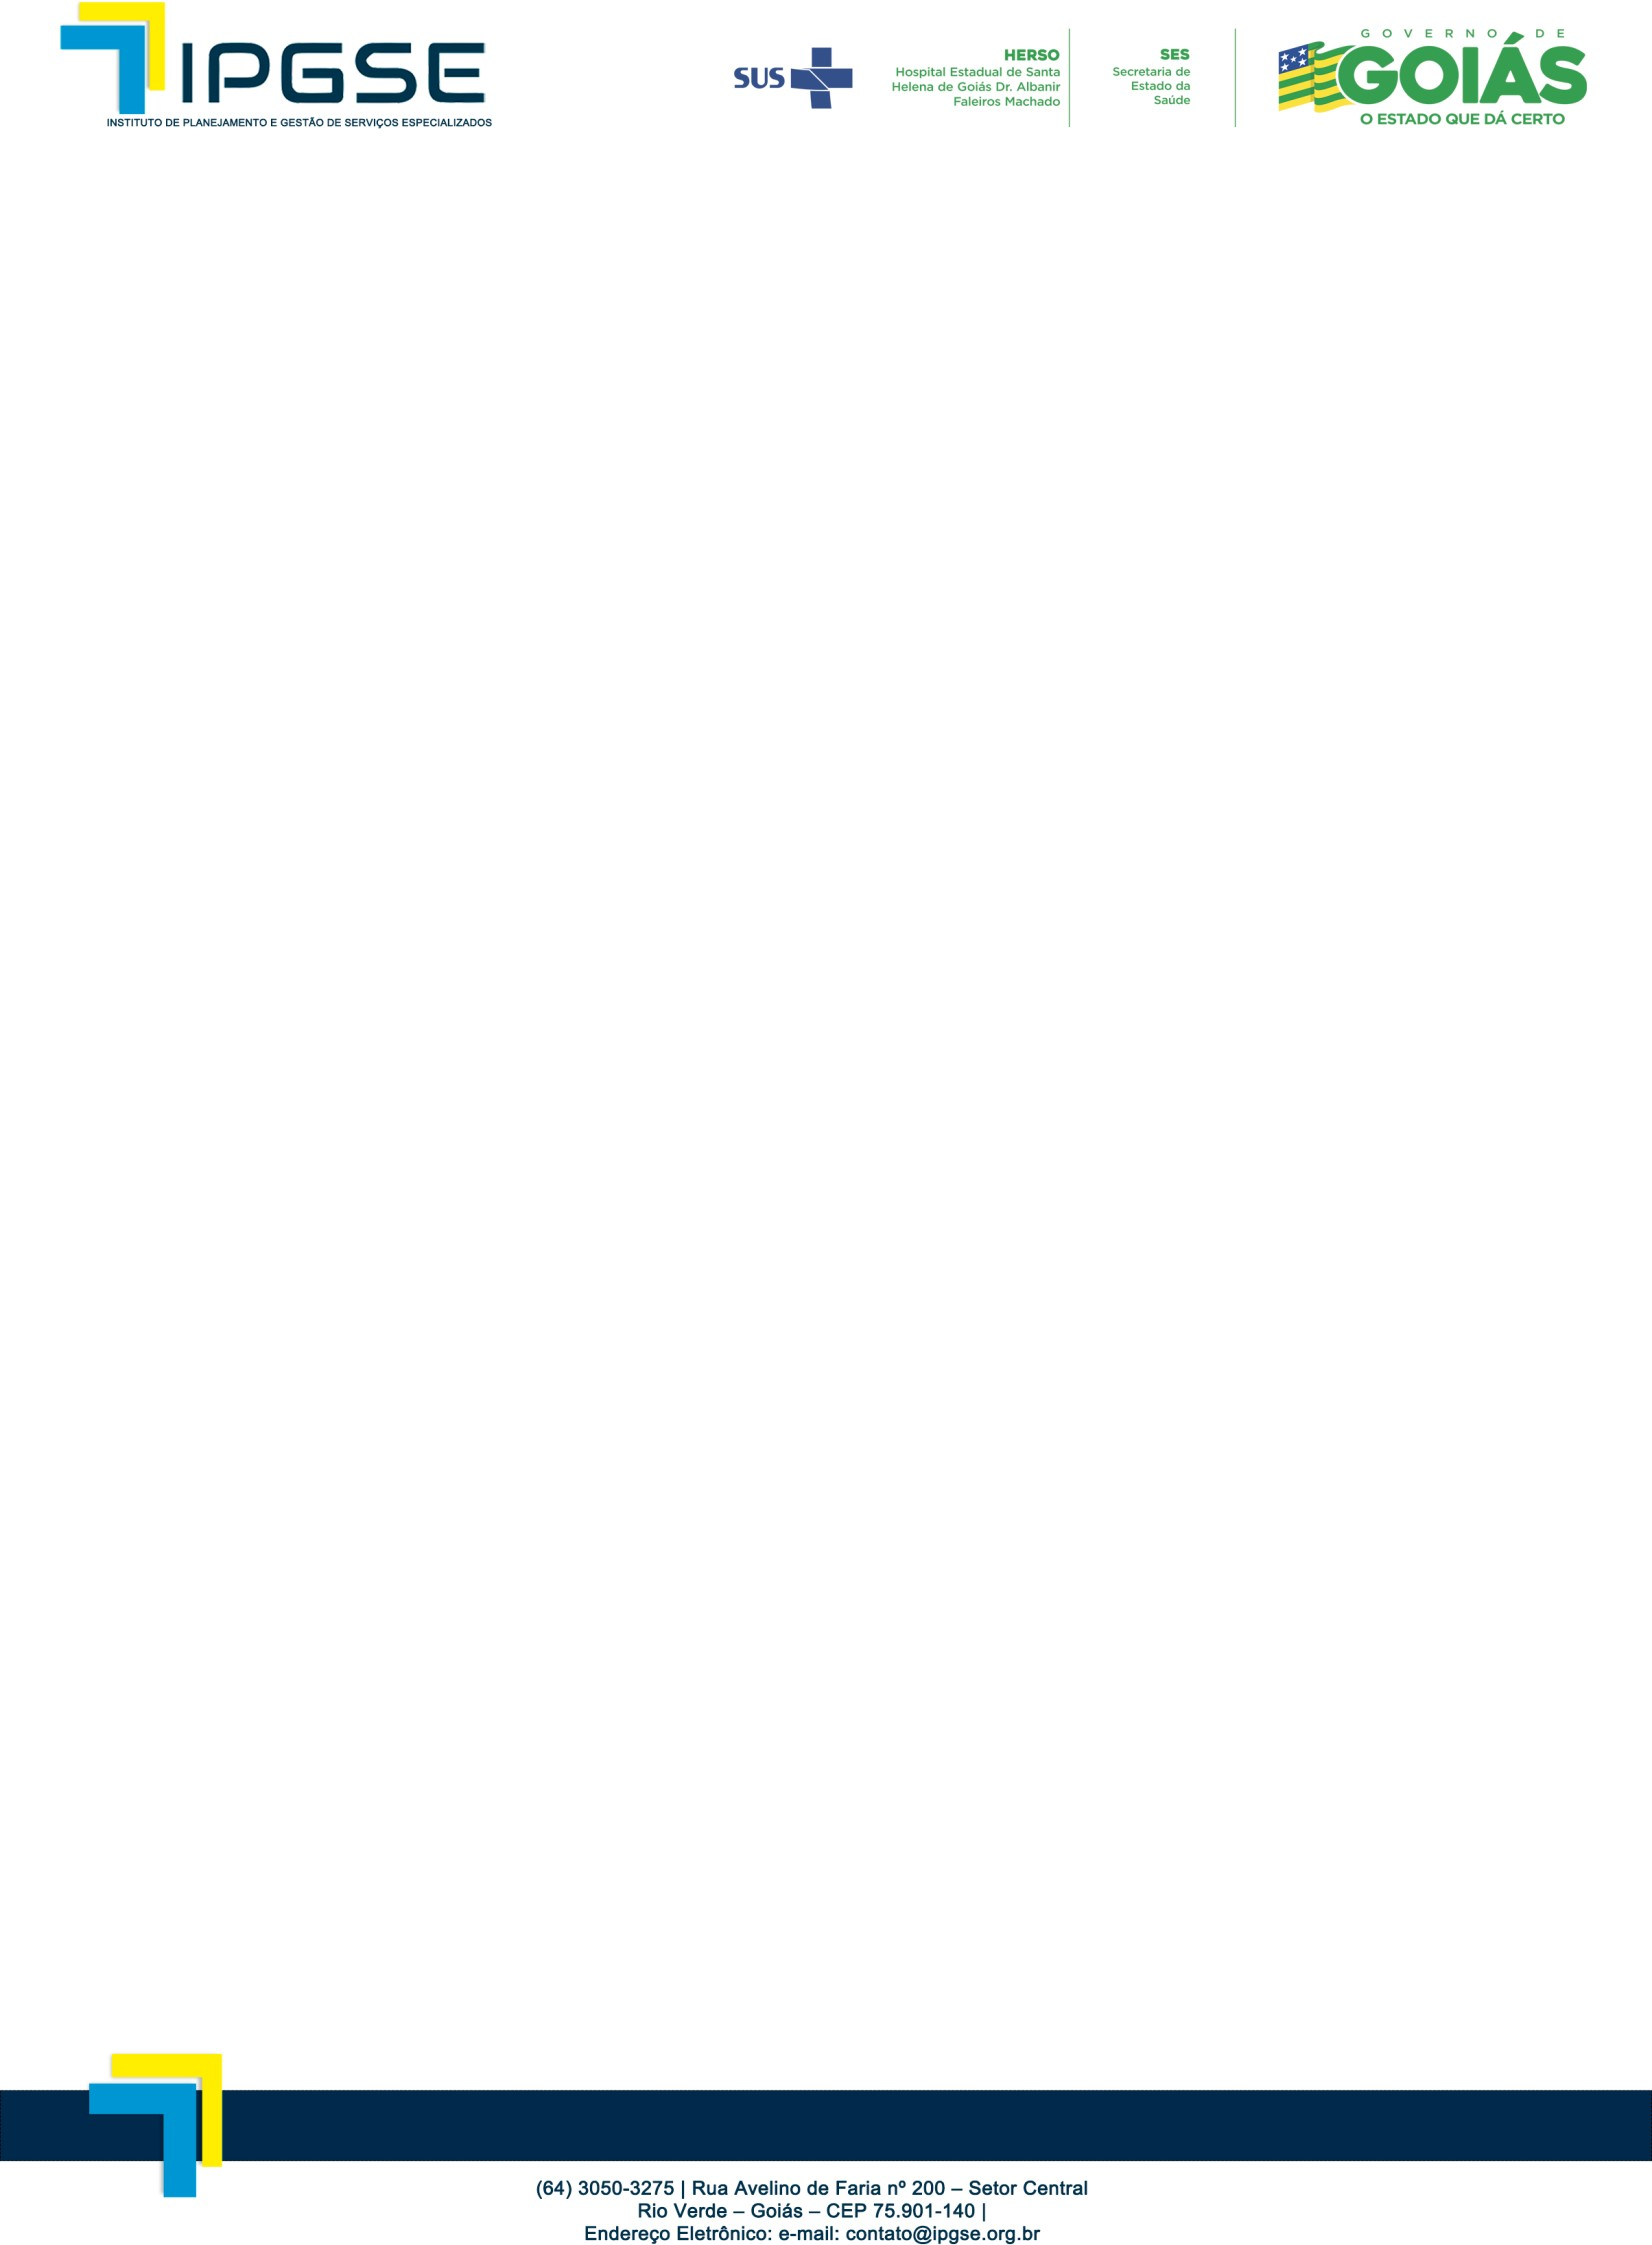 IPGSE
INSTITUTO DE PLANEJAMENTO E GESTÃO DE SERVIÇOS ESPECIALIZADOS
SUS
HERSO
Hospital Estadual de Santa
Helena de Goiás Dr. Albanir
Faleiros Machado
SES
Secretaria de
Estado da
Saúde
GOVERNO DE
GOIÁS
O ESTADO QUE DÁ CERTO
(64) 3050-3275 | Rua Avelino de Faria nº 200 – Setor Central
Rio Verde – Goiás – CEP 75.901-140 |
Endereço Eletrônico: e-mail: contato@ipgse.org.br